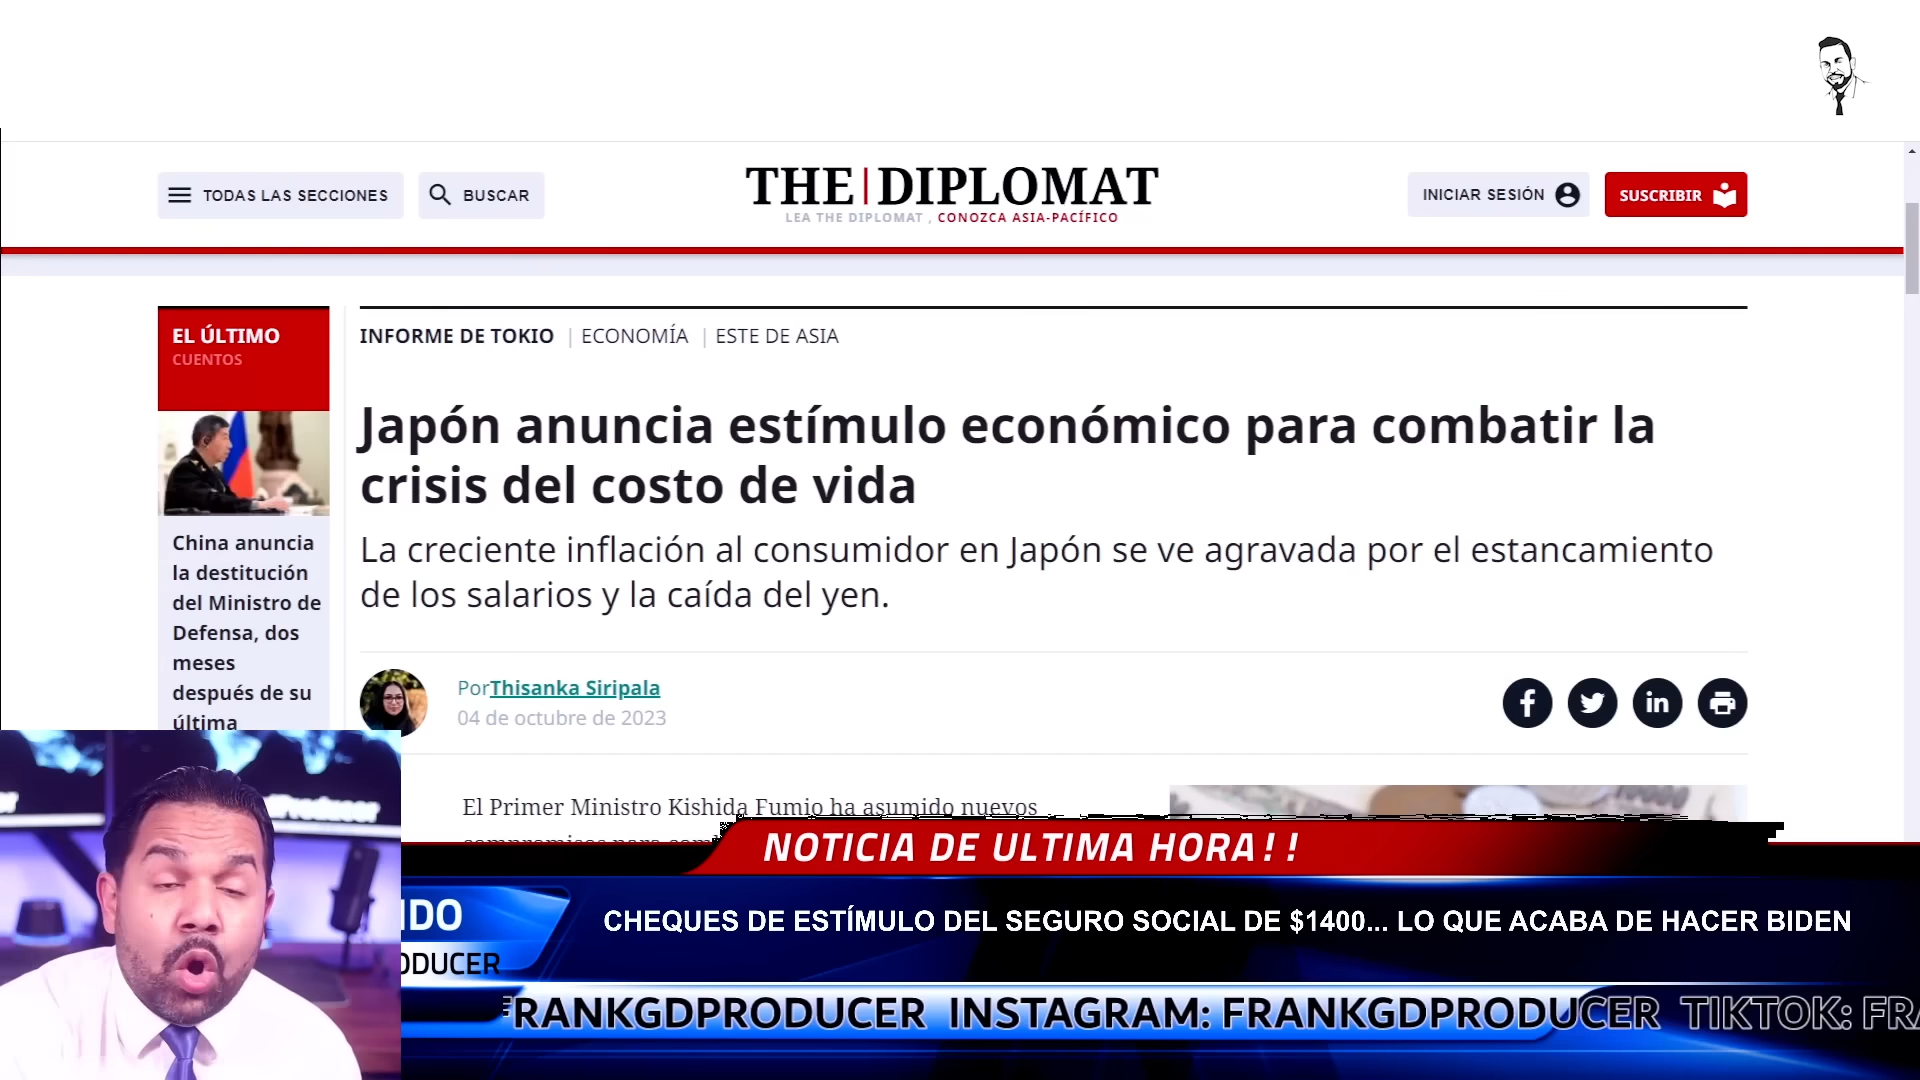 TODAS LAS SECCIONES
BUSCAR
THE|DIPLOMAT
LEA THE DIPLOMAT , CONOZCA ASIA-PACÍFICO
INICIAR SESIÓN
SUSCRIBIR
EL ÚLTIMO
CUENTOS
China anuncia
la destitución
del Ministro de
Defensa, dos
meses
después de su
última
INFORME DE TOKIO | ECONOMÍA | ESTE DE ASIA
Japón anuncia estímulo económico para combatir la
crisis del costo de vida
La creciente inflación al consumidor en Japón se ve agravada por el estancamiento
de los salarios y la caída del yen.
PorThisanka Siripala
04 de octubre de 2023
El Primer Ministro Kishida Fumio ha asumido nuevos
NOTICIA DE ULTIMA HORA!!
CHEQUES DE ESTÍMULO DEL SEGURO SOCIAL DE $1400... LO QUE ACABA DE HACER BIDEN
FRANKGDPRODUCER INSTAGRAM: FRANKGDPRODUCER TIKTOK: FRA